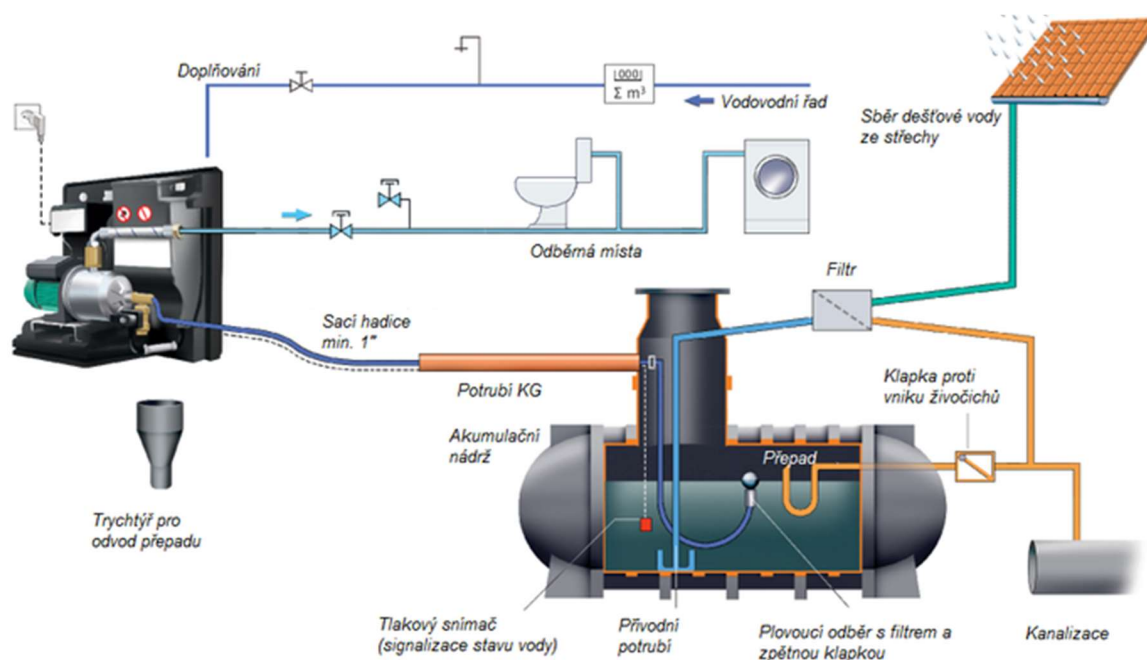 Doplňování
|000|
Σ m³
Vodovodní řad
Sběr dešťové vody
ze střechy
Odběrná místa
Filtr
Sací hadice
min. 1"
Potrubí KG
Klapka proti
vniku živočichů
Akumulační
nádrž
Přepad
Trychtýř pro
odvod přepadu
Tlakový snímač
(signalizace stavu vody)
Přívodní
potrubí
Plovoucí odběr s filtrem a
zpětnou klapkou
Kanalizace